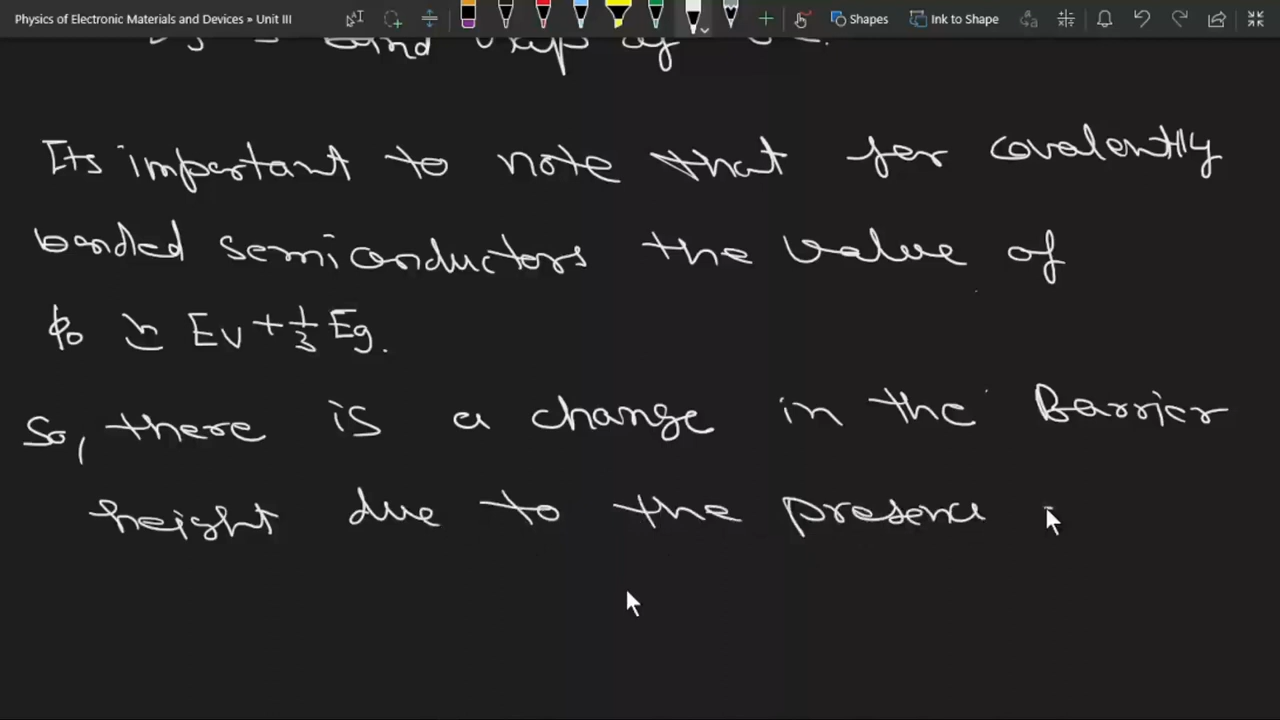 Physics of Electronic Materials and Devices » Unit III
Shapes
Ink to Shape
Its important to note that for covalently
bonded semiconductors the value of
ϕ₀ ≃ Ev + 1/3 Eg.
So, there is a change in the Barrier
height due to the presence